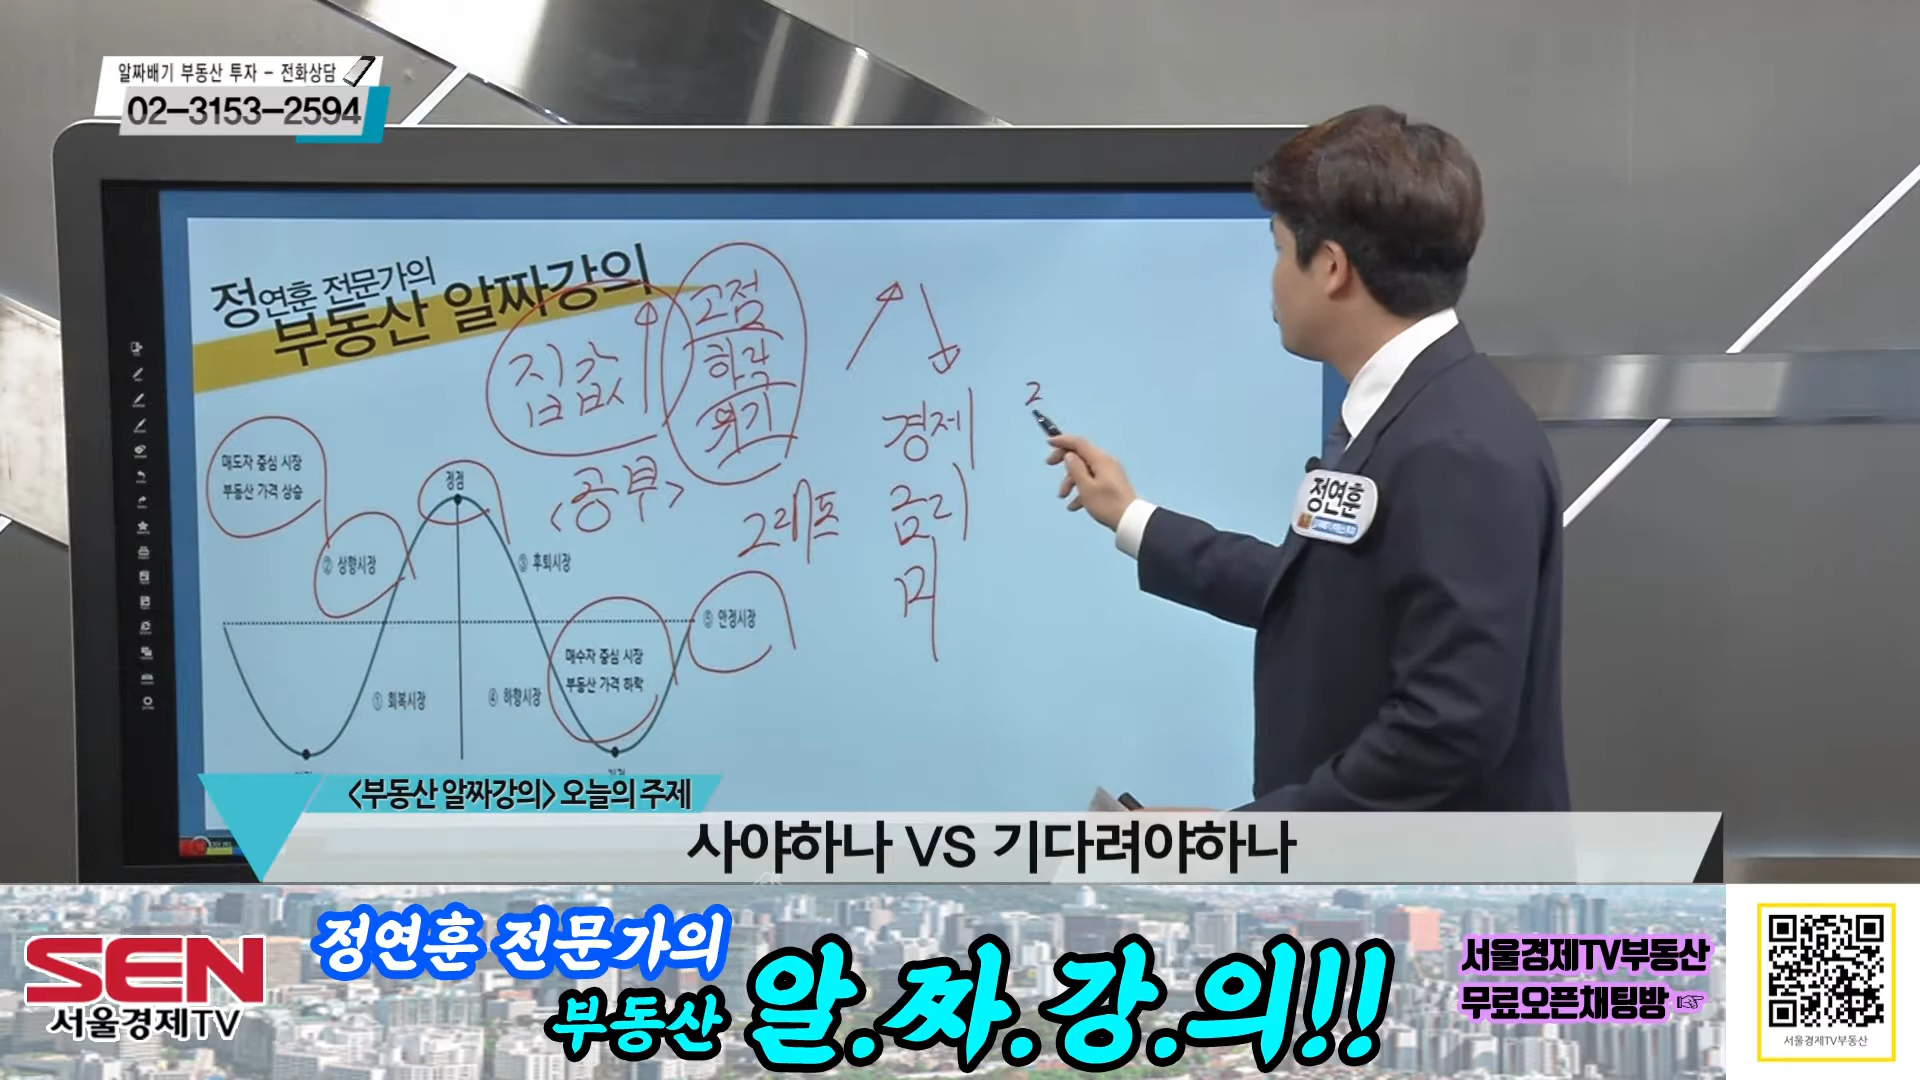 알짜배기 부동산 투자 - 전화상담
02-3153-2594
정연훈 전문가의
부동산 알짜강의
집값
고점
하락
위기
<공부>
그래프
경제
금리
매도자 중심 시장
부동산 가격 상승
정점
② 상향시장
③ 후퇴시장
⑤ 안정시장
매수자 중심 시장
부동산 가격 하락
① 회복시장
④ 하향시장
정연훈
<부동산 알짜강의> 오늘의 주제
사야하나 VS 기다려야하나
SEN
서울경제TV
정연훈 전문가의
부동산 알.짜.강.의!!
서울경제TV부동산
무료오픈채팅방 ☞
서울경제TV부동산